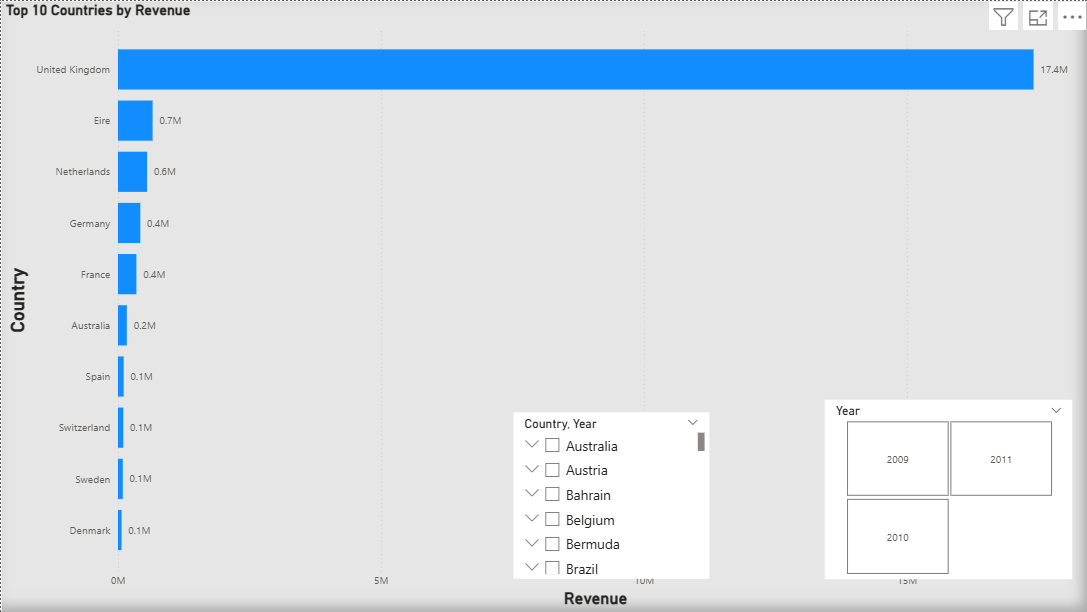 Top 10 Countries by Revenue
United Kingdom 17.4M
Eire 0.7M
Netherlands 0.6M
Germany 0.4M
France 0.4M
Australia 0.2M
Spain 0.1M
Switzerland 0.1M
Sweden 0.1M
Denmark 0.1M
Country
0M 5M 10M 15M
Revenue
Country, Year
Australia
Austria
Bahrain
Belgium
Bermuda
Brazil
Year
2009 2011
2010